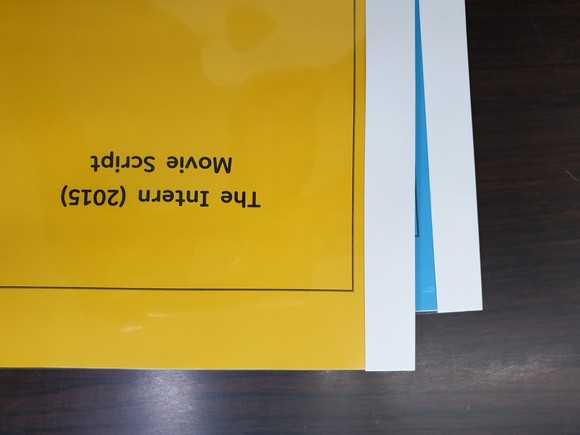 The Intern (2015)
Movie Script